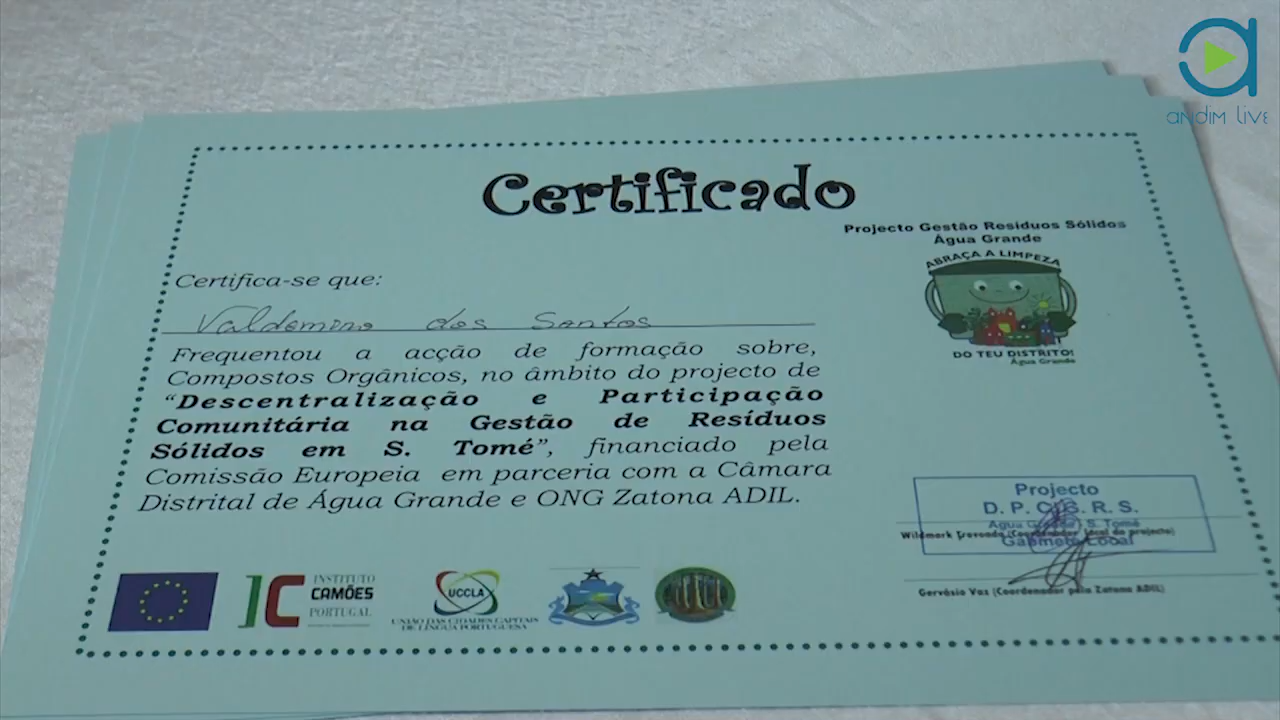 andim live
Certificado
Projecto Gestão Resíduos Sólidos
Água Grande
ABRAÇA A LIMPEZA
DO TEU DISTRITO!
Água Grande
Certifica-se que:
Valdemiro dos Santos
Frequentou a acção de formação sobre,
Compostos Orgânicos, no âmbito do projecto de
“Descentralização e Participação
Comunitária na Gestão de Resíduos
Sólidos em S. Tomé”, financiado pela
Comissão Europeia em parceria com a Câmara
Distrital de Água Grande e ONG Zatona ADIL.
Projecto
D. P. C. G. R. S.
Água Grande S. Tomé
Gabinete Local
(Coordenador Local do projecto)
Gervásio Vaz (Coordenador pela Zatona ADIL)
INSTITUTO
CAMÕES
PORTUGAL
UCCLA
UNIÃO DAS CIDADES CAPITAIS
DE LÍNGUA PORTUGUESA